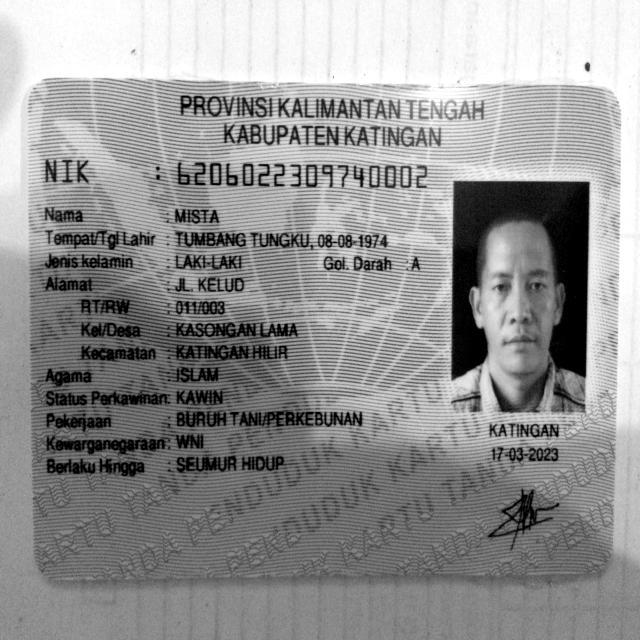 PROVINSI KALIMANTAN TENGAH
KABUPATEN KATINGAN
NIK : 6206022309740002
Nama : MISTA
Tempat/Tgl Lahir : TUMBANG TUNGKU, 08-08-1974
Jenis kelamin : LAKI-LAKI Gol. Darah : A
Alamat : JL. KELUD
RT/RW : 011/003
Kel/Desa : KASONGAN LAMA
Kecamatan : KATINGAN HILIR
Agama : ISLAM
Status Perkawinan: KAWIN
Pekerjaan : BURUH TANI/PERKEBUNAN
Kewarganegaraan : WNI
Berlaku Hingga : SEUMUR HIDUP
KATINGAN
17-03-2023
KARTU TANDA PENDUDUK KARTU TANDA PENDUDUK